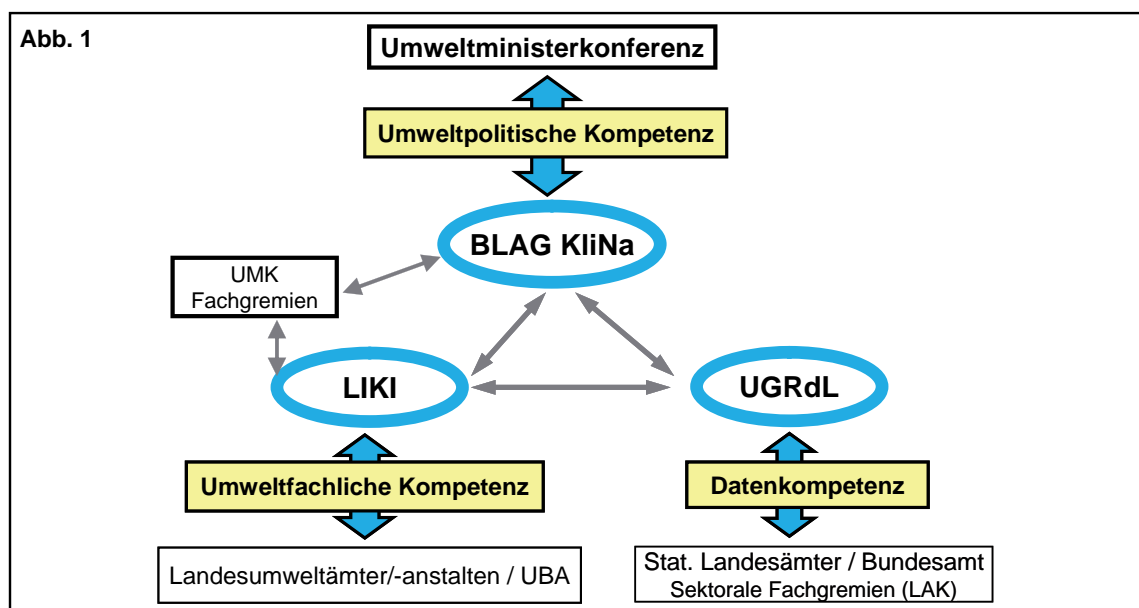 Abb. 1
Umweltministerkonferenz
Umweltpolitische Kompetenz
BLAG KliNa
UMK
Fachgremien
LIKI
UGRdL
Umweltfachliche Kompetenz
Datenkompetenz
Landesumweltämter/-anstalten / UBA
Stat. Landesämter / Bundesamt
Sektorale Fachgremien (LAK)